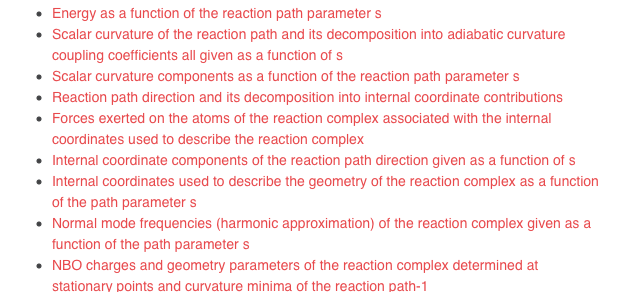 Energy as a function of the reaction path parameter s
Scalar curvature of the reaction path and its decomposition into adiabatic curvature
coupling coefficients all given as a function of s
Scalar curvature components as a function of the reaction path parameter s
Reaction path direction and its decomposition into internal coordinate contributions
Forces exerted on the atoms of the reaction complex associated with the internal
coordinates used to describe the reaction complex
Internal coordinate components of the reaction path direction given as a function of s
Internal coordinates used to describe the geometry of the reaction complex as a function
of the path parameter s
Normal mode frequencies (harmonic approximation) of the reaction complex given as a
function of the path parameter s
NBO charges and geometry parameters of the reaction complex determined at
stationary points and curvature minima of the reaction path-1